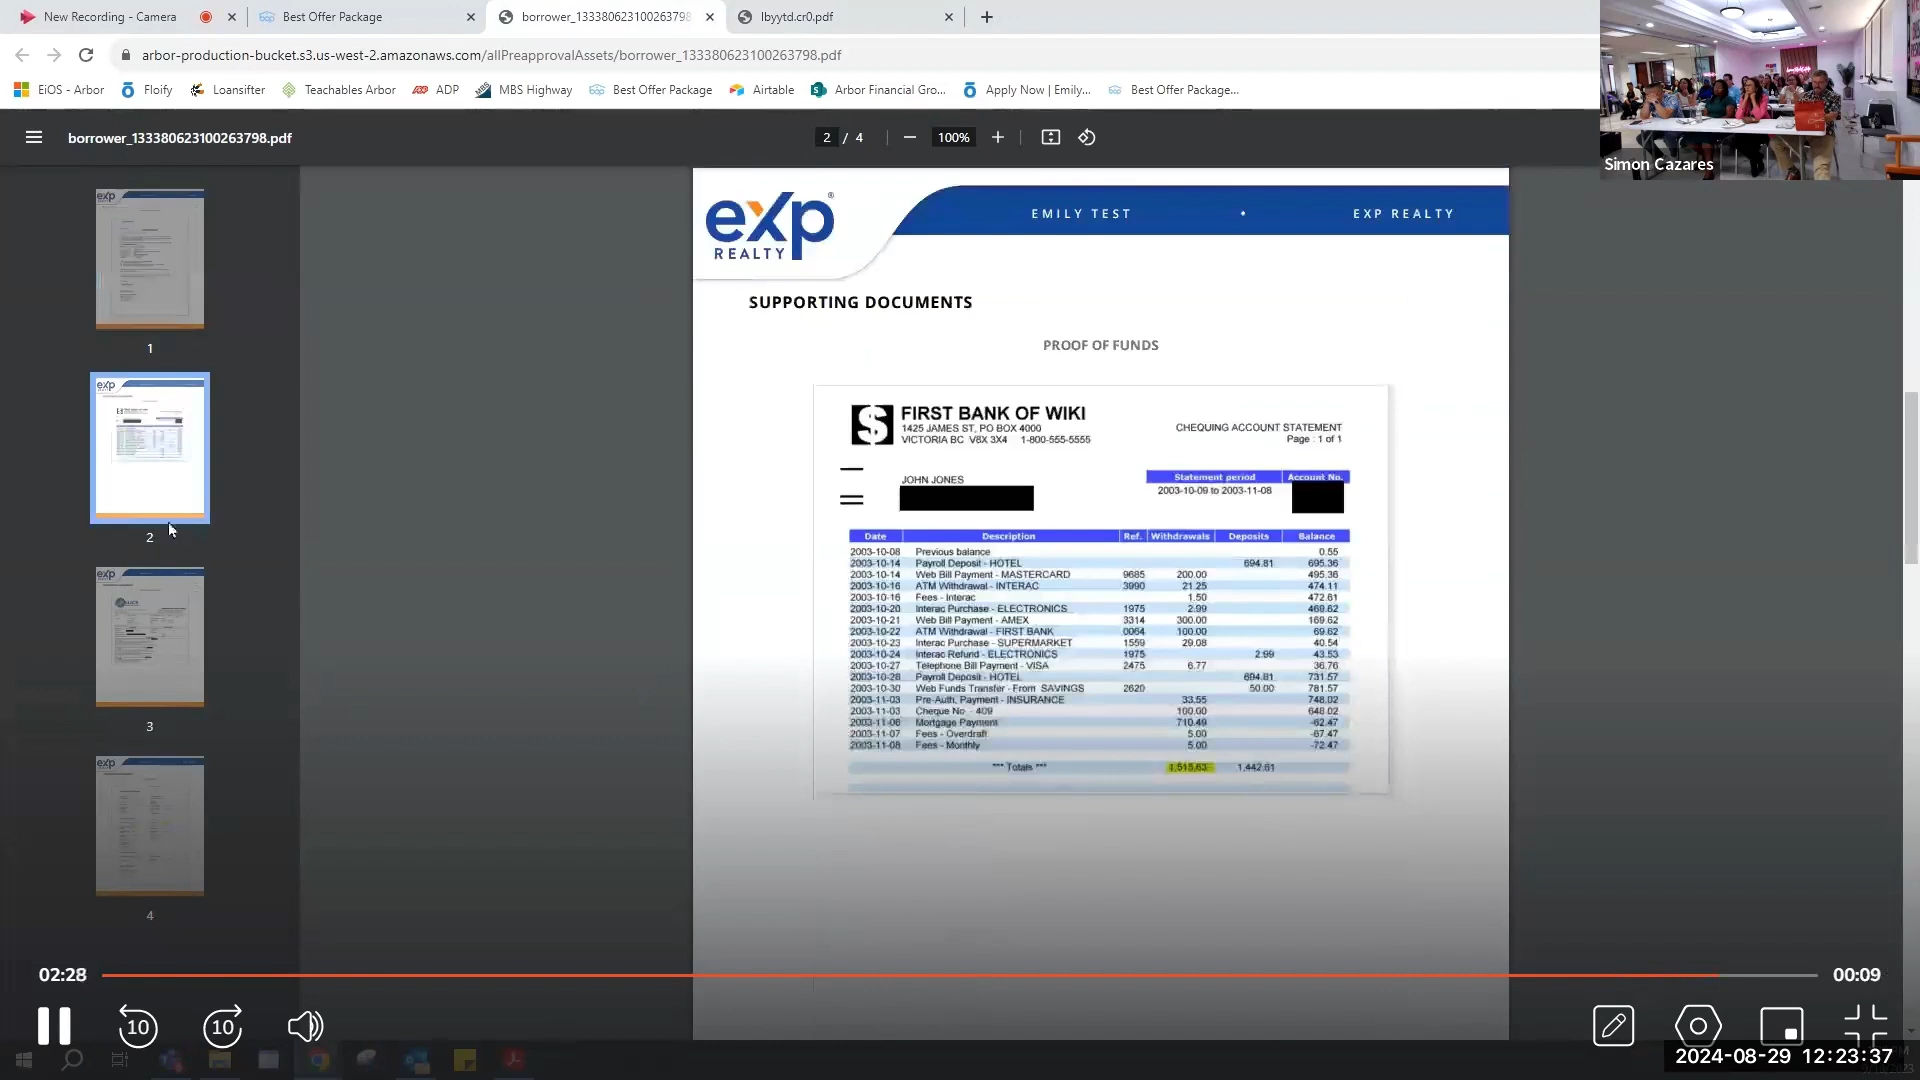 New Recording - Camera
Best Offer Package
borrower_133380623100263798
lbyytd.cr0.pdf
arbor-production-bucket.s3.us-west-2.amazonaws.com/allPreapprovalAssets/borrower_133380623100263798.pdf
EiOS - Arbor
Floify
Loansifter
Teachables Arbor
ADP
MBS Highway
Best Offer Package
Airtable
Arbor Financial Gro...
Apply Now | Emily...
Best Offer Package...
borrower_133380623100263798.pdf
2 / 4
100%
Simon Cazares
1
2
3
4
eXp
REALTY
EMILY TEST • EXP REALTY
SUPPORTING DOCUMENTS
PROOF OF FUNDS
FIRST BANK OF WIKI
1425 JAMES ST, PO BOX 4000
VICTORIA BC V8X 3X4 1-800-555-5555
CHEQUING ACCOUNT STATEMENT
Page : 1 of 1
JOHN JONES
Statement period Account No.
2003-10-09 to 2003-11-08
Date Description Ref. Withdrawals Deposits Balance
2003-10-08 Previous balance 0.55
2003-10-14 Payroll Deposit - HOTEL 694.81 695.36
2003-10-14 Web Bill Payment - MASTERCARD 9685 200.00 495.36
2003-10-16 ATM Withdrawal - INTERAC 3990 21.25 474.11
2003-10-16 Fees - Interac 1.50 472.61
2003-10-20 Interac Purchase - ELECTRONICS 1975 2.99 469.62
2003-10-21 Web Bill Payment - AMEX 3314 300.00 169.62
2003-10-22 ATM Withdrawal - FIRST BANK 0064 100.00 69.62
2003-10-23 Interac Purchase - SUPERMARKET 1559 29.08 40.54
2003-10-24 Interac Refund - ELECTRONICS 1975 2.99 43.53
2003-10-27 Telephone Bill Payment - VISA 2475 6.77 36.76
2003-10-28 Payroll Deposit - HOTEL 694.81 731.57
2003-10-30 Web Funds Transfer - From SAVINGS 2620 50.00 781.57
2003-11-03 Pre-Auth. Payment - INSURANCE 33.55 748.02
2003-11-03 Cheque No. - 409 100.00 648.02
2003-11-06 Mortgage Payment 710.49 -62.47
2003-11-07 Fees - Overdraft 5.00 -67.47
2003-11-08 Fees - Monthly 5.00 -72.47
*** Totals *** 1,515.63 1,442.61
02:28
00:09
10
10
2024-08-29 12:23:37